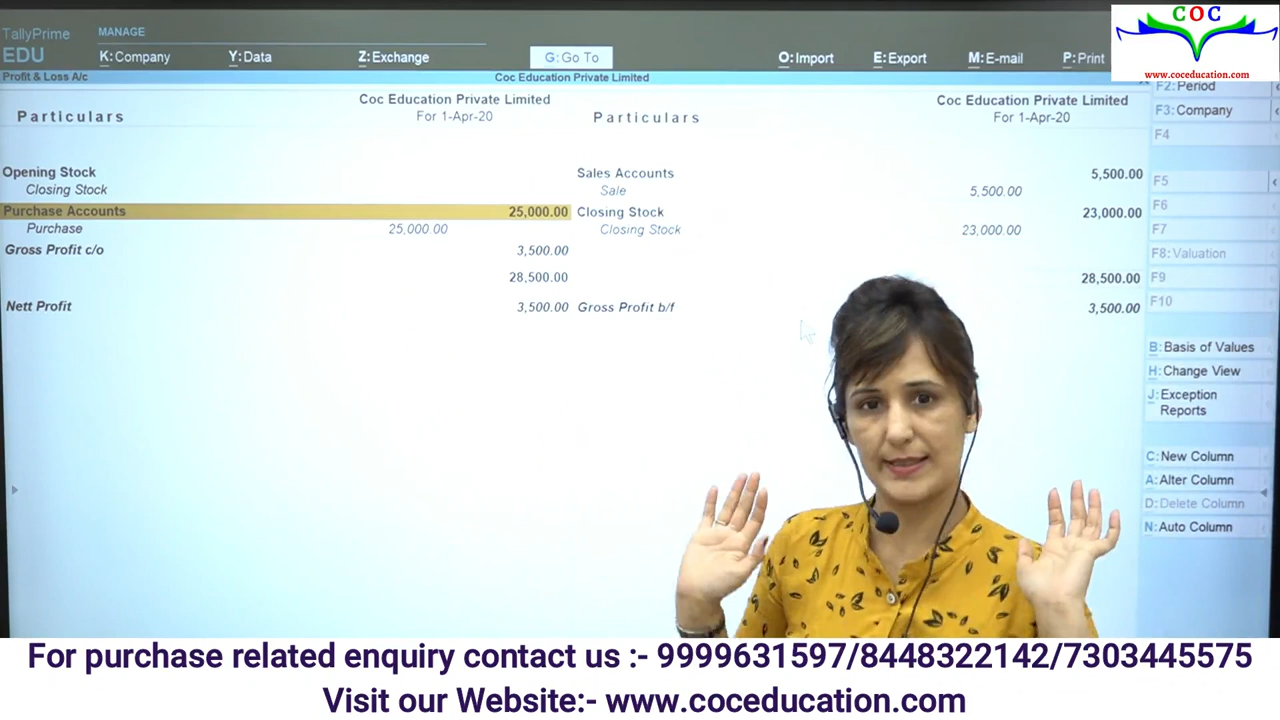 TallyPrime
EDU
MANAGE
K: Company
Y: Data
Z: Exchange
G: Go To
O: Import
E: Export
M: E-mail
P: Print
COC
www.coceducation.com
Profit & Loss A/c
Coc Education Private Limited
Particulars
Coc Education Private Limited
For 1-Apr-20
Particulars
Coc Education Private Limited
For 1-Apr-20
Opening Stock
Closing Stock
Purchase Accounts 25,000.00
Purchase 25,000.00
Gross Profit c/o 3,500.00
28,500.00
Nett Profit 3,500.00
Sales Accounts 5,500.00
Sale 5,500.00
Closing Stock 23,000.00
Closing Stock 23,000.00
28,500.00
Gross Profit b/f 3,500.00
F2: Period
F3: Company
F4
F5
F6
F7
F8: Valuation
F9
F10
B: Basis of Values
H: Change View
J: Exception
Reports
C: New Column
A: Alter Column
D: Delete Column
N: Auto Column
For purchase related enquiry contact us :- 9999631597/8448322142/7303445575
Visit our Website:- www.coceducation.com